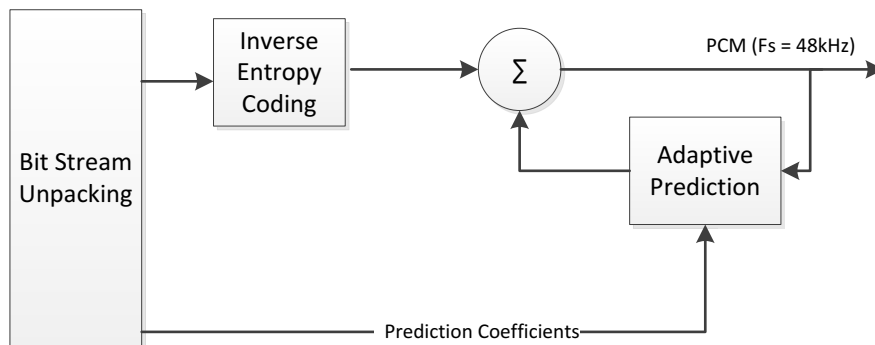 Bit Stream
Unpacking
Inverse
Entropy
Coding
Σ
PCM (Fs = 48kHz)
Adaptive
Prediction
Prediction Coefficients